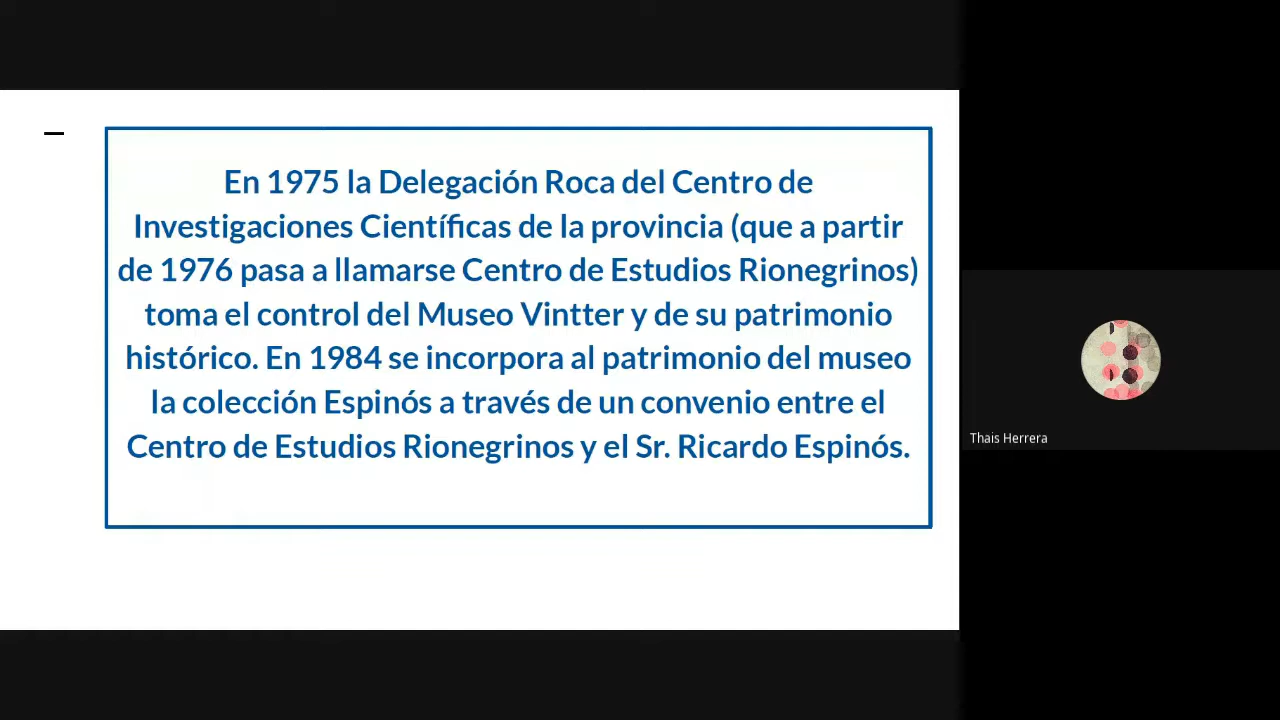 En 1975 la Delegación Roca del Centro de
Investigaciones Científicas de la provincia (que a partir
de 1976 pasa a llamarse Centro de Estudios Rionegrinos)
toma el control del Museo Vintter y de su patrimonio
histórico. En 1984 se incorpora al patrimonio del museo
la colección Espinós a través de un convenio entre el
Centro de Estudios Rionegrinos y el Sr. Ricardo Espinós.
Thais Herrera